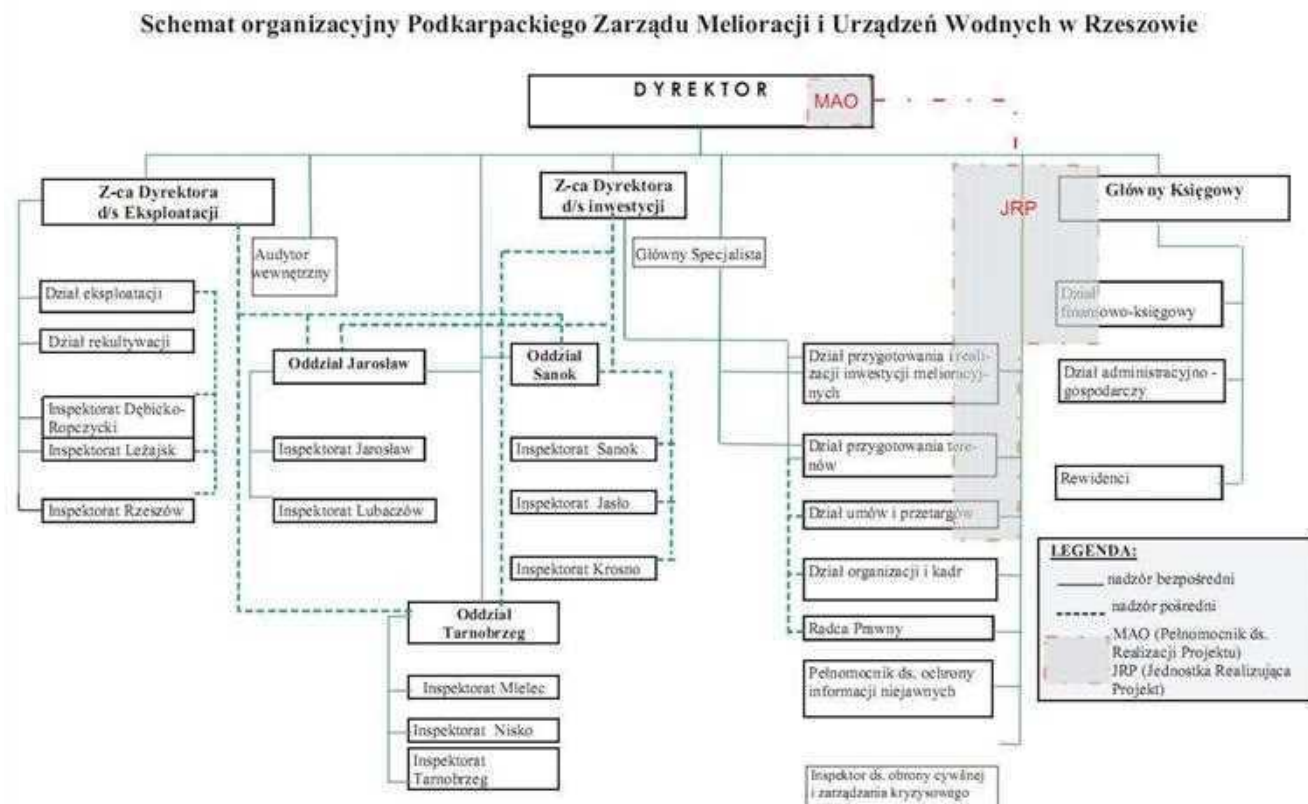 Schemat organizacyjny Podkarpackiego Zarządu Melioracji i Urządzeń Wodnych w Rzeszowie
DYREKTOR
MAO
Z-ca Dyrektora
d/s Eksploatacji
Z-ca Dyrektora
d/s inwestycji
JRP
Główny Księgowy
Audytor
wewnętrzny
Główny Specjalista
Dział eksploatacji
Dział rekultywacji
Inspektorat Dębicko-
Ropczycki
Inspektorat Leżajsk
Inspektorat Rzeszów
Oddział Jarosław
Inspektorat Jarosław
Inspektorat Lubaczów
Oddział
Sanok
Inspektorat Sanok
Inspektorat Jasło
Inspektorat Krosno
Oddział
Tarnobrzeg
Inspektorat Mielec
Inspektorat Nisko
Inspektorat
Tarnobrzeg
Dział przygotowania i reali-
zacji inwestycji melioracyj-
nych
Dział przygotowania tere-
nów
Dział umów i przetargów
Dział organizacji i kadr
Radca Prawny
Pełnomocnik ds. ochrony
informacji niejawnych
Inspektor ds. obrony cywilnej
i zarządzania kryzysowego
Dział
finansowo-księgowy
Dział administracyjno -
gospodarczy
Rewidenci
LEGENDA:
nadzór bezpośredni
nadzór pośredni
MAO (Pełnomocnik ds.
Realizacji Projektu)
JRP (Jednostka Realizująca
Projekt)